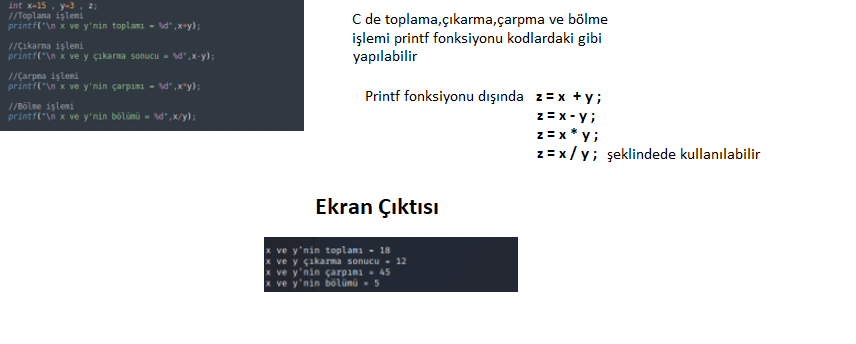 int x=15 , y=3 , z;
//Toplama işlemi
printf("\n x ve y'nin toplamı = %d",x+y);
//Çıkarma işlemi
printf("\n x ve y çıkarma sonucu = %d",x-y);
//Çarpma işlemi
printf("\n x ve y'nin çarpımı = %d",x*y);
//Bölme işlemi
printf("\n x ve y'nin bölümü = %d",x/y);
C de toplama,çıkarma,çarpma ve bölme
işlemi printf fonksiyonu kodlardaki gibi
yapılabilir
Printf fonksiyonu dışında z = x + y ;
z = x - y ;
z = x * y ;
z = x / y ; şeklindede kullanılabilir
Ekran Çıktısı
x ve y'nin toplamı = 18
x ve y çıkarma sonucu = 12
x ve y'nin çarpımı = 45
x ve y'nin bölümü = 5